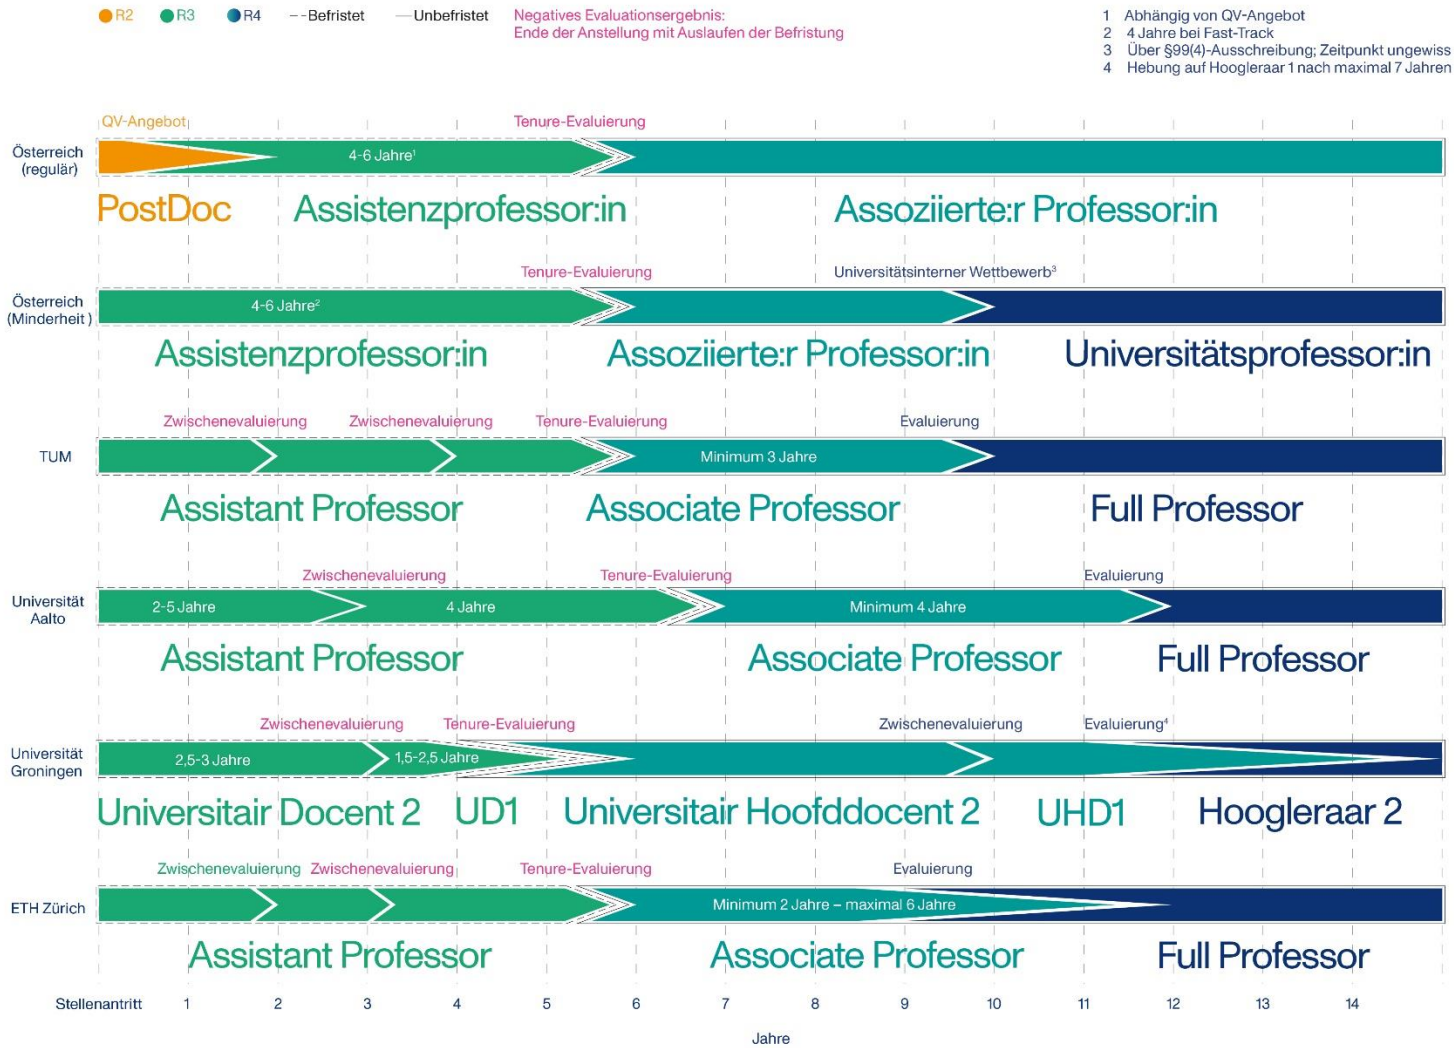 R2 R3 R4 --Befristet —Unbefristet
Negatives Evaluationsergebnis:
Ende der Anstellung mit Auslaufen der Befristung
1 Abhängig von QV-Angebot
2 4 Jahre bei Fast-Track
3 Über §99(4)-Ausschreibung; Zeitpunkt ungewiss
4 Hebung auf Hoogleraar 1 nach maximal 7 Jahren
QV-Angebot Tenure-Evaluierung
Österreich
(regulär)
4-6 Jahre¹
PostDoc Assistenzprofessor:in Assoziierte:r Professor:in
Tenure-Evaluierung Universitätsinterner Wettbewerb³
Österreich
(Minderheit)
4-6 Jahre²
Assistenzprofessor:in Assoziierte:r Professor:in Universitätsprofessor:in
Zwischenevaluierung Zwischenevaluierung Tenure-Evaluierung Evaluierung
TUM Minimum 3 Jahre
Assistant Professor Associate Professor Full Professor
Zwischenevaluierung Tenure-Evaluierung Evaluierung
Universität
Aalto
2-5 Jahre 4 Jahre Minimum 4 Jahre
Assistant Professor Associate Professor Full Professor
Zwischenevaluierung Tenure-Evaluierung Zwischenevaluierung Evaluierung⁴
Universität
Groningen
2,5-3 Jahre 1,5-2,5 Jahre
Universitair Docent 2 UD1 Universitair Hoofddocent 2 UHD1 Hoogleraar 2
Zwischenevaluierung Zwischenevaluierung Tenure-Evaluierung Evaluierung
ETH Zürich Minimum 2 Jahre – maximal 6 Jahre
Assistant Professor Associate Professor Full Professor
Stellenantritt 1 2 3 4 5 6 7 8 9 10 11 12 13 14
Jahre